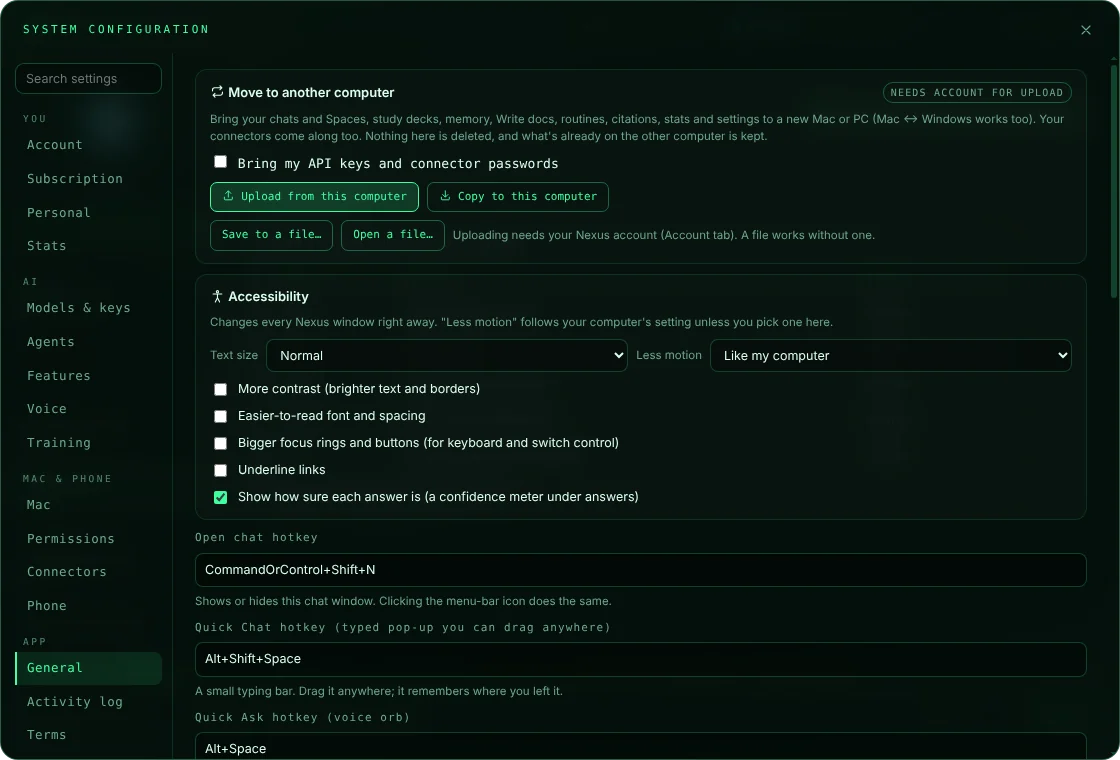 SYSTEM CONFIGURATION
Search settings
YOU
Account
Subscription
Personal
Stats
AI
Models & keys
Agents
Features
Voice
Training
MAC & PHONE
Mac
Permissions
Connectors
Phone
APP
General
Activity log
Terms
Move to another computer
NEEDS ACCOUNT FOR UPLOAD
Bring your chats and Spaces, study decks, memory, Write docs, routines, citations, stats and settings to a new Mac or PC (Mac ↔ Windows works too). Your
connectors come along too. Nothing here is deleted, and what's already on the other computer is kept.
Bring my API keys and connector passwords
Upload from this computer
Copy to this computer
Save to a file…
Open a file…
Uploading needs your Nexus account (Account tab). A file works without one.
Accessibility
Changes every Nexus window right away. "Less motion" follows your computer's setting unless you pick one here.
Text size
Normal
Less motion
Like my computer
More contrast (brighter text and borders)
Easier-to-read font and spacing
Bigger focus rings and buttons (for keyboard and switch control)
Underline links
Show how sure each answer is (a confidence meter under answers)
Open chat hotkey
CommandOrControl+Shift+N
Shows or hides this chat window. Clicking the menu-bar icon does the same.
Quick Chat hotkey (typed pop-up you can drag anywhere)
Alt+Shift+Space
A small typing bar. Drag it anywhere; it remembers where you left it.
Quick Ask hotkey (voice orb)
Alt+Space